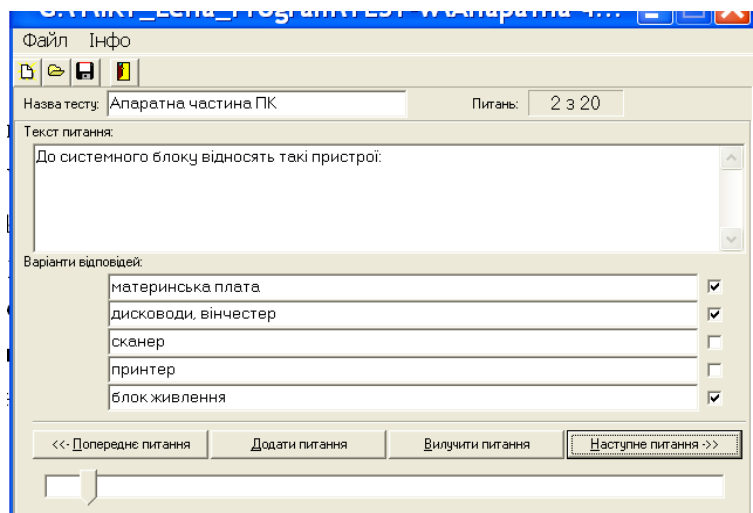 Файл Інфо
Назва тесту: Апаратна частина ПК Питань: 2 з 20
Текст питання:
До системного блоку відносять такі пристрої:
Варіанти відповідей:
материнська плата
дисководи, вінчестер
сканер
принтер
блок живлення
<<- Попереднє питання Додати питання Вилучити питання Наступне питання ->>